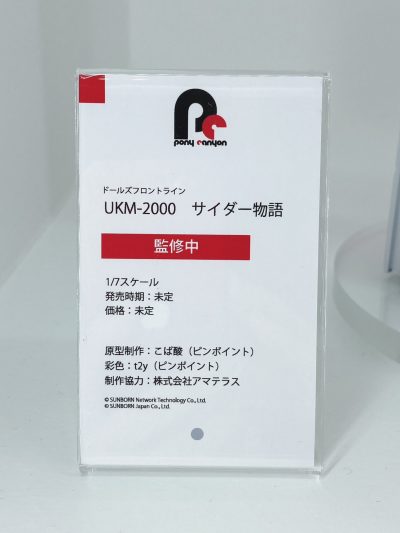 pony canyon
ドールズフロントライン
UKM-2000　サイダー物語
監修中
1/7スケール
発売時期：未定
価格：未定
原型制作：こば酸（ピンポイント）
彩色：t2y（ピンポイント）
制作協力：株式会社アマテラス
© SUNBORN Network Technology Co., Ltd.
© SUNBORN Japan Co., Ltd.